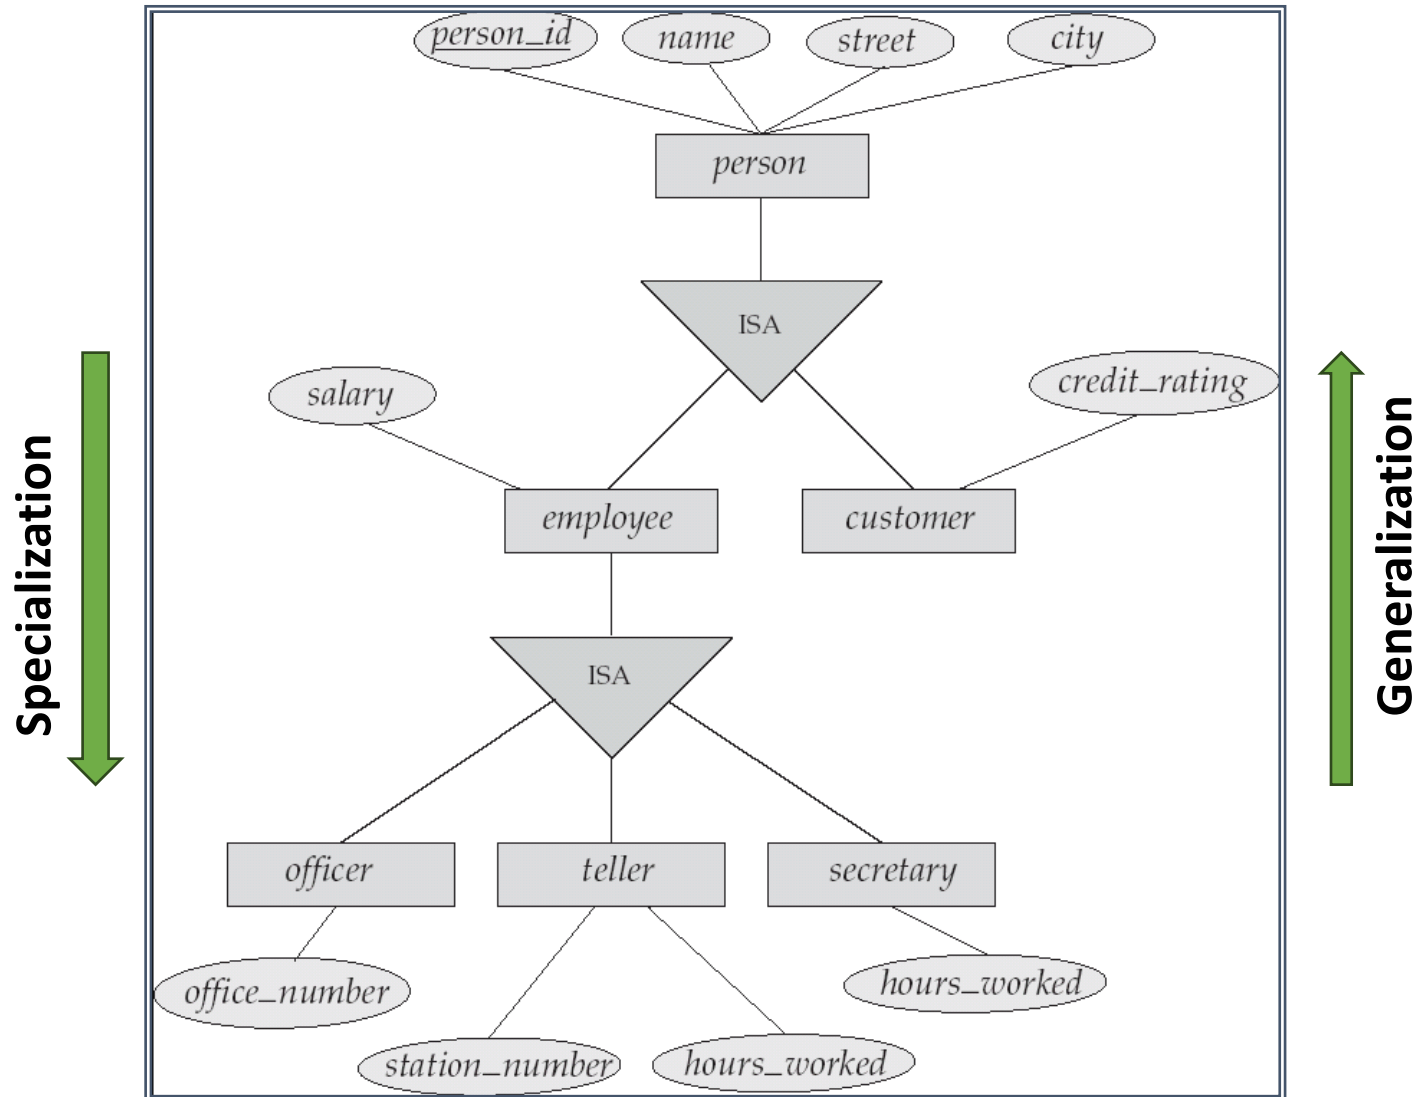 person_id
name
street
city
person
ISA
salary
credit_rating
employee
customer
Specialization
Generalization
ISA
officer
teller
secretary
office_number
hours_worked
station_number
hours_worked